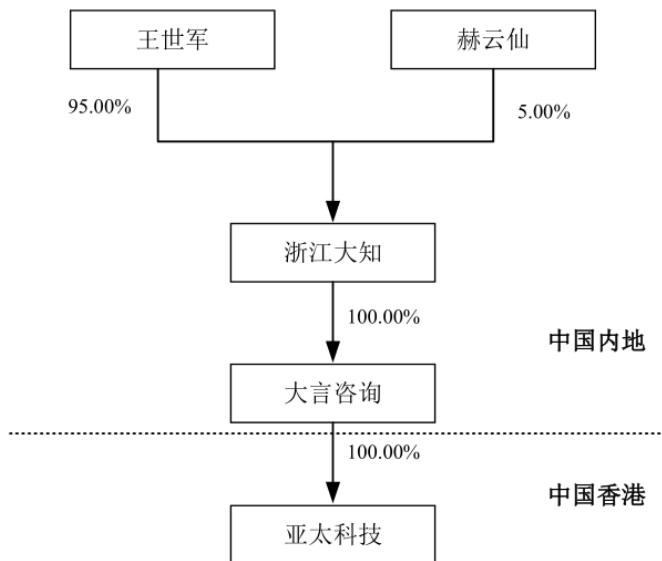 王世军
赫云仙
95.00%
5.00%
浙江大知
100.00%
中国内地
大言咨询
100.00%
中国香港
亚太科技